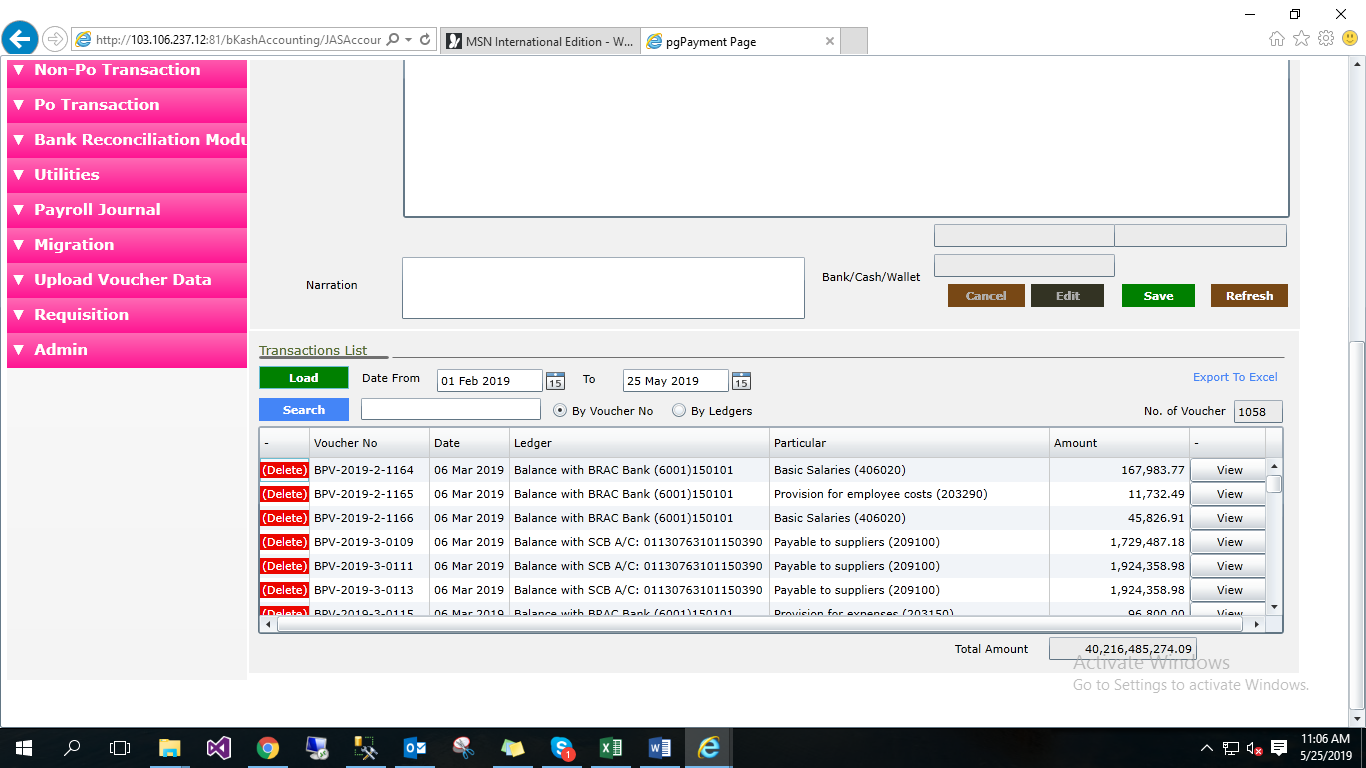 http://103.106.237.12:81/bKashAccounting/JASAccour
MSN International Edition - W...
pgPayment Page
Non-Po Transaction
Po Transaction
Bank Reconciliation Modu
Utilities
Payroll Journal
Migration
Upload Voucher Data
Requisition
Admin
Narration
Bank/Cash/Wallet
Cancel Edit Save Refresh
Transactions List
Load Date From 01 Feb 2019 15 To 25 May 2019 15 Export To Excel
Search By Voucher No By Ledgers No. of Voucher 1058
- Voucher No Date Ledger Particular Amount -
(Delete) BPV-2019-2-1164 06 Mar 2019 Balance with BRAC Bank (6001)150101 Basic Salaries (406020) 167,983.77 View
(Delete) BPV-2019-2-1165 06 Mar 2019 Balance with BRAC Bank (6001)150101 Provision for employee costs (203290) 11,732.49 View
(Delete) BPV-2019-2-1166 06 Mar 2019 Balance with BRAC Bank (6001)150101 Basic Salaries (406020) 45,826.91 View
(Delete) BPV-2019-3-0109 06 Mar 2019 Balance with SCB A/C: 01130763101150390 Payable to suppliers (209100) 1,729,487.18 View
(Delete) BPV-2019-3-0111 06 Mar 2019 Balance with SCB A/C: 01130763101150390 Payable to suppliers (209100) 1,924,358.98 View
(Delete) BPV-2019-3-0113 06 Mar 2019 Balance with SCB A/C: 01130763101150390 Payable to suppliers (209100) 1,924,358.98 View
(Delete) BPV-2019-3-0115 06 Mar 2019 Balance with BRAC Bank (6001)150101 Provision for expenses (203150) 96,800.00 View
Total Amount 40,216,485,274.09
Activate Windows
Go to Settings to activate Windows.
1
11:06 AM
5/25/2019